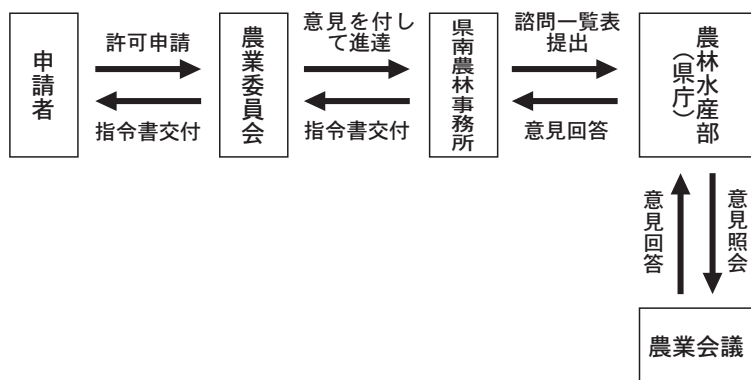 申請者
許可申請
指令書交付
農業委員会
意見を付し
て進達
指令書交付
県南農林事務所
諮問一覧表
提出
意見回答
農林水産部
（県庁）
意見回答
意見照会
農業会議